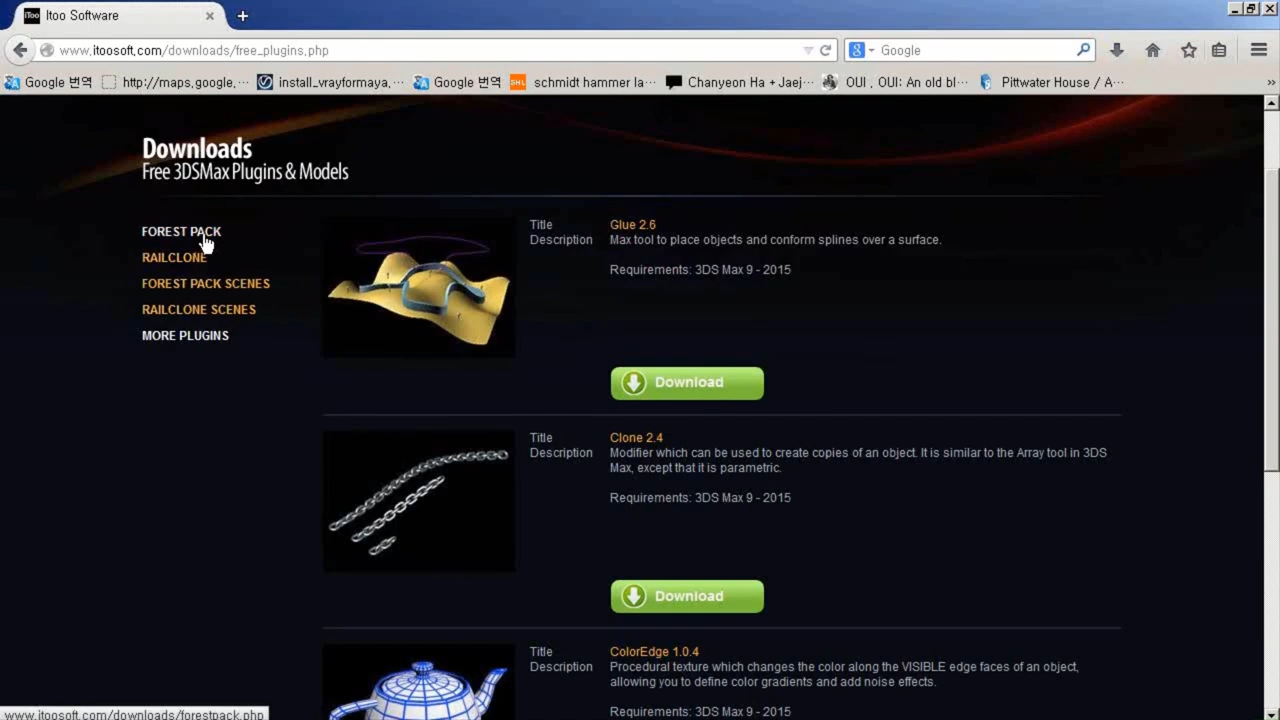 iToo
Itoo Software
www.itoosoft.com/downloads/free_plugins.php
Google
Google 번역
http://maps.google.…
install_vrayformaya,…
Google 번역
SHL
schmidt hammer la…
Chanyeon Ha + Jaej…
OUI , OUI: An old bl…
Pittwater House / A…
Downloads
Free 3DSMax Plugins & Models
FOREST PACK
RAILCLONE
FOREST PACK SCENES
RAILCLONE SCENES
MORE PLUGINS
Title Glue 2.6
Description Max tool to place objects and conform splines over a surface.
Requirements: 3DS Max 9 - 2015
Download
Title Clone 2.4
Description Modifier which can be used to create copies of an object. It is similar to the Array tool in 3DS
Max, except that it is parametric.
Requirements: 3DS Max 9 - 2015
Download
Title ColorEdge 1.0.4
Description Procedural texture which changes the color along the VISIBLE edge faces of an object,
allowing you to define color gradients and add noise effects.
Requirements: 3DS Max 9 - 2015
www.itoosoft.com/downloads/forestpack.php